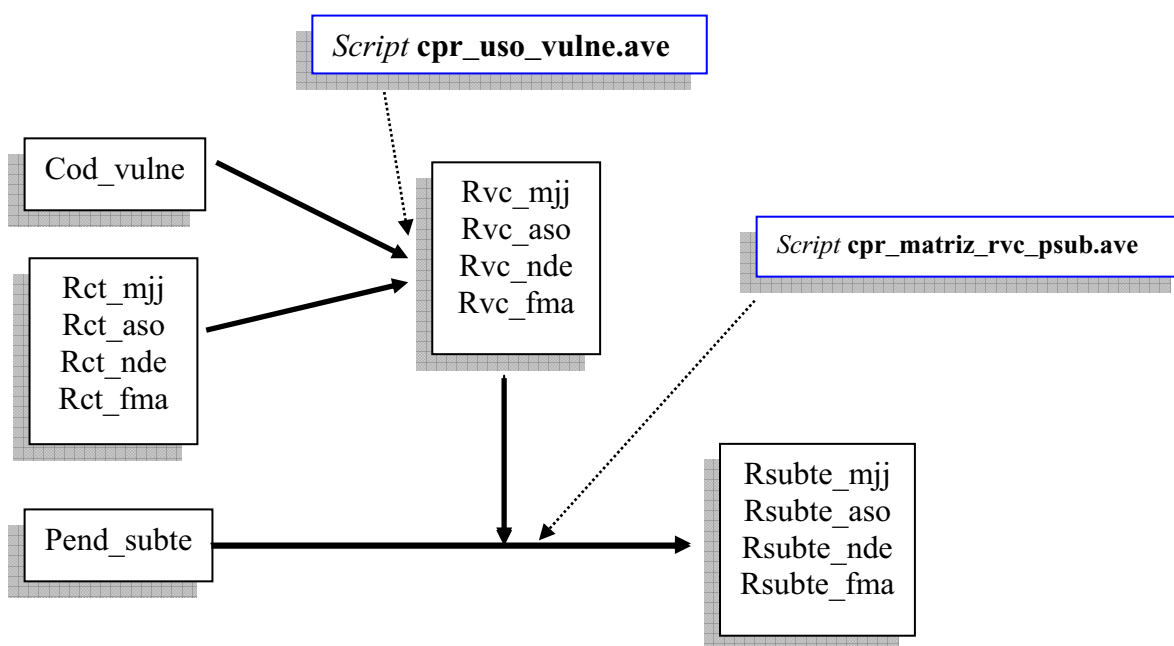 Script cpr_uso_vulne.ave
Cod_vulne
Rvc_mjj
Rvc_aso
Rvc_nde
Rvc_fma
Script cpr_matriz_rvc_psub.ave
Rct_mjj
Rct_aso
Rct_nde
Rct_fma
Pend_subte
Rsubte_mjj
Rsubte_aso
Rsubte_nde
Rsubte_fma